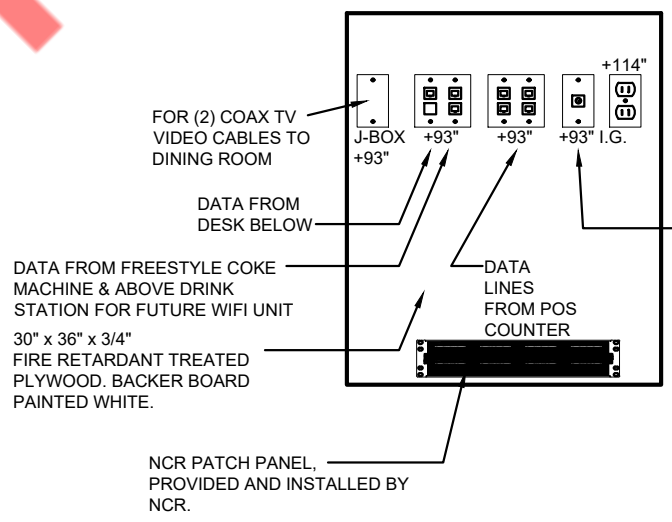 +114"
FOR (2) COAX TV
VIDEO CABLES TO
DINING ROOM
J-BOX
+93"
+93"
+93"
+93" I.G.
DATA FROM
DESK BELOW
DATA FROM FREESTYLE COKE
MACHINE & ABOVE DRINK
STATION FOR FUTURE WIFI UNIT
DATA
LINES
FROM POS
COUNTER
30" x 36" x 3/4"
FIRE RETARDANT TREATED
PLYWOOD. BACKER BOARD
PAINTED WHITE.
NCR PATCH PANEL,
PROVIDED AND INSTALLED BY
NCR.